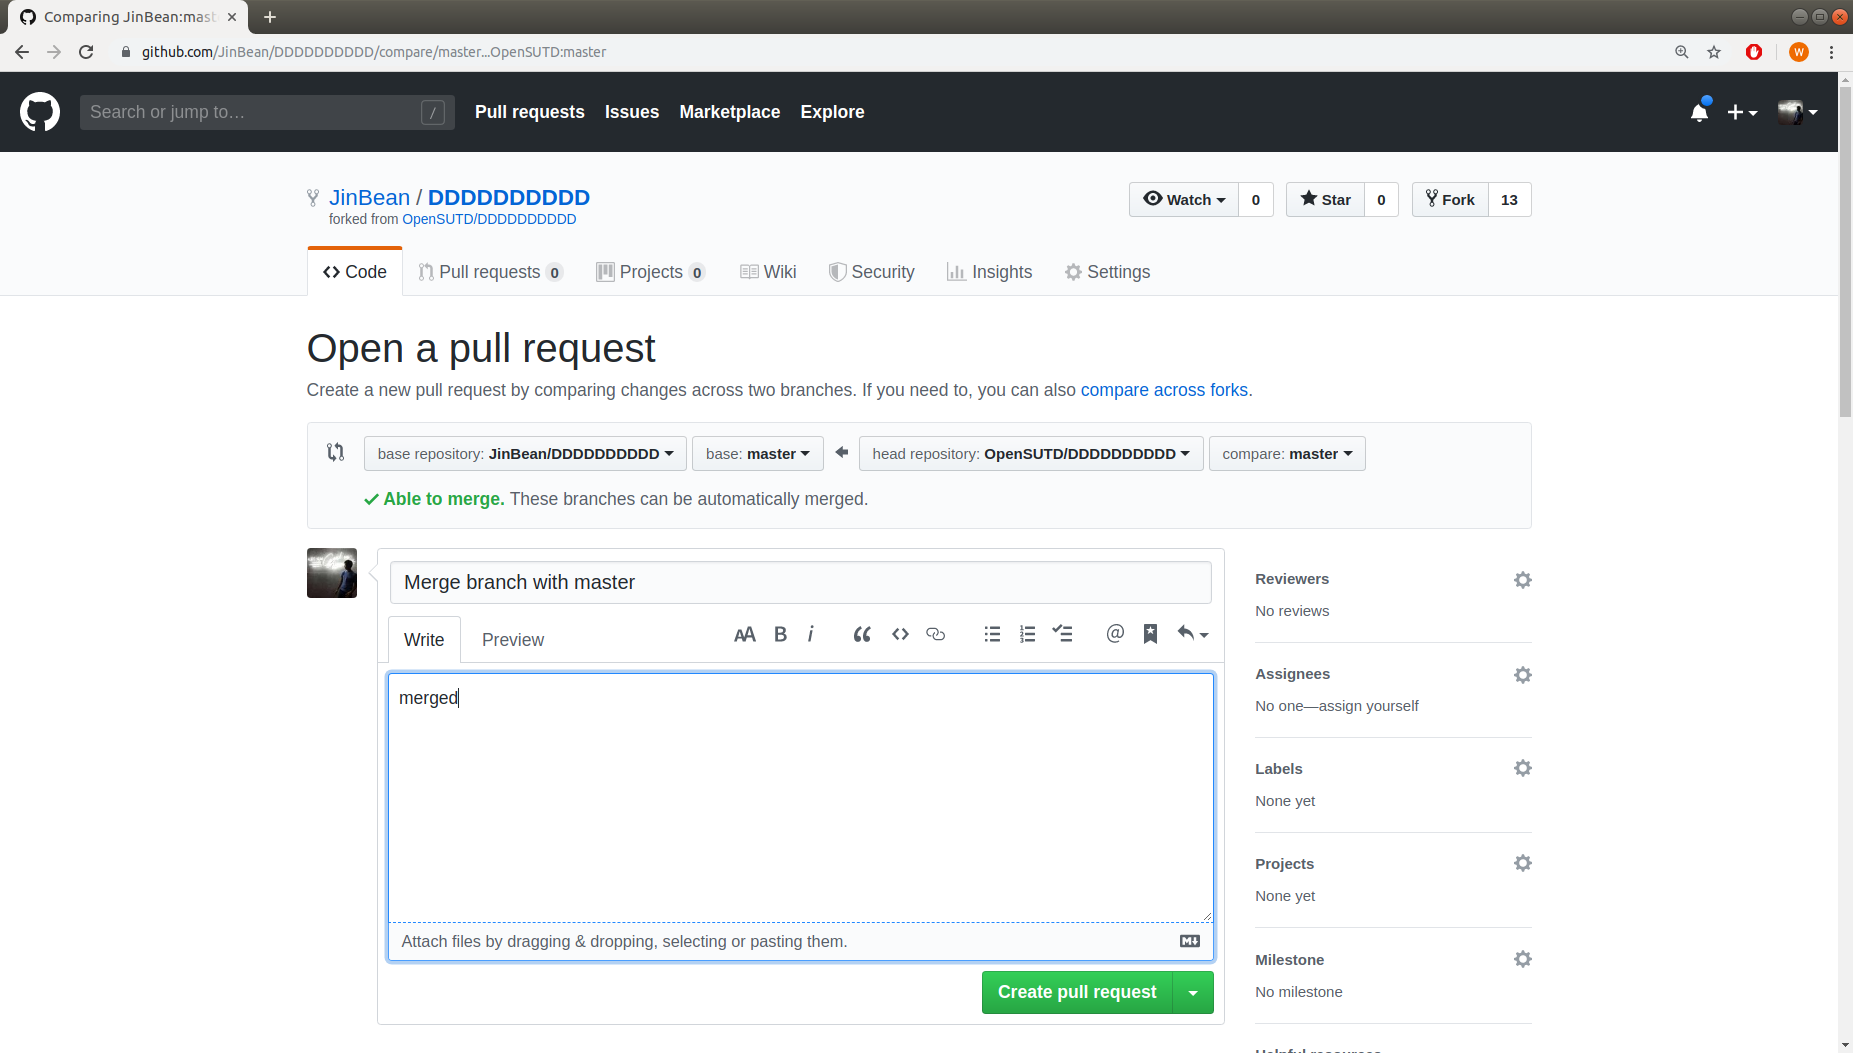 Comparing JinBean:mast
github.com/JinBean/DDDDDDDDDD/compare/master...OpenSUTD:master
W
Search or jump to...
/
Pull requests
Issues
Marketplace
Explore
JinBean / DDDDDDDDDD
forked from OpenSUTD/DDDDDDDDDD
Watch 0
Star 0
Fork 13
Code
Pull requests 0
Projects 0
Wiki
Security
Insights
Settings
Open a pull request
Create a new pull request by comparing changes across two branches. If you need to, you can also compare across forks.
base repository: JinBean/DDDDDDDDDD
base: master
head repository: OpenSUTD/DDDDDDDDDD
compare: master
Able to merge. These branches can be automatically merged.
Merge branch with master
Write
Preview
AA B i
@
merged
Attach files by dragging & dropping, selecting or pasting them.
Create pull request
Reviewers
No reviews
Assignees
No one—assign yourself
Labels
None yet
Projects
None yet
Milestone
No milestone
Helpful resources